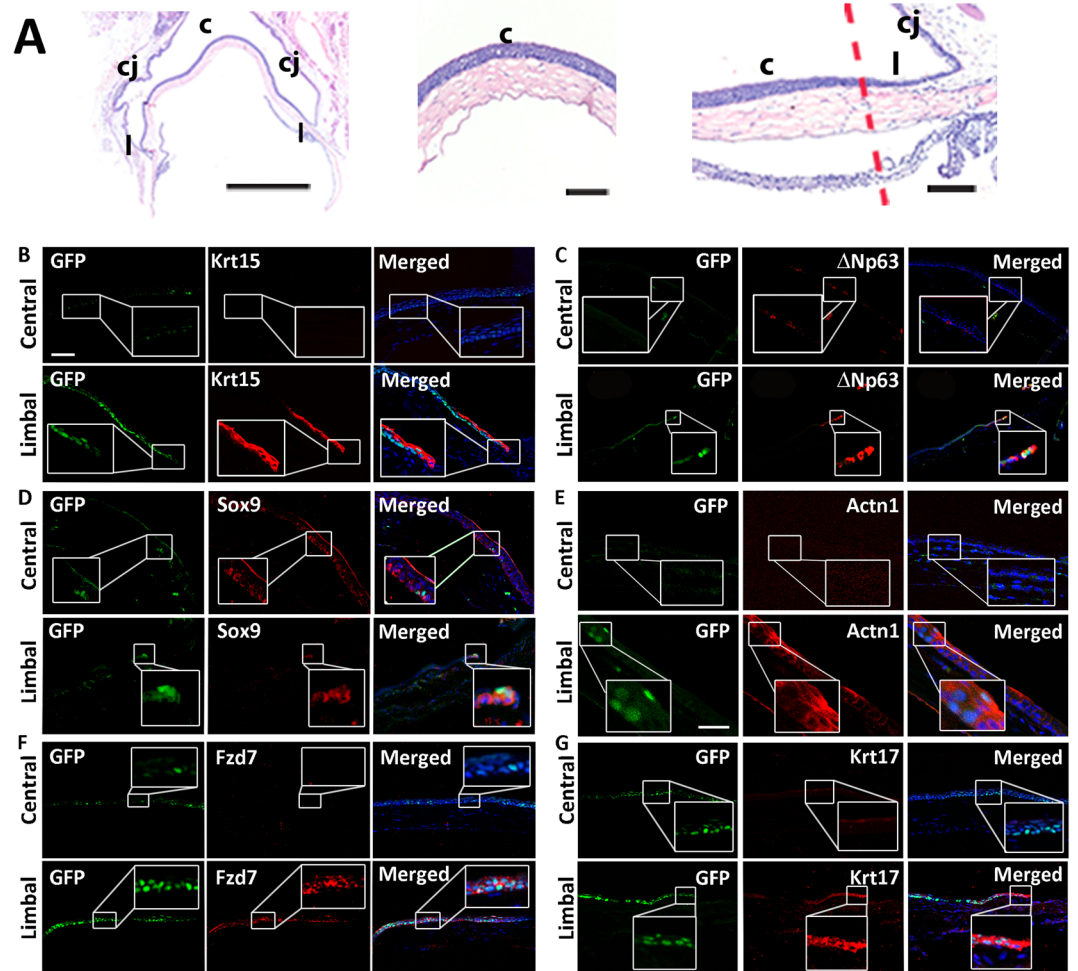 A
c
cj
cj
l
l
c
c
l
cj
B
GFP
Krt15
Merged
Central
GFP
Krt15
Merged
Limbal
C
GFP
ΔNp63
Merged
Central
GFP
ΔNp63
Merged
Limbal
D
GFP
Sox9
Merged
Central
GFP
Sox9
Merged
Limbal
E
GFP
Actn1
Merged
Central
GFP
Actn1
Merged
Limbal
F
GFP
Fzd7
Merged
Central
GFP
Fzd7
Merged
Limbal
G
GFP
Krt17
Merged
Central
GFP
Krt17
Merged
Limbal